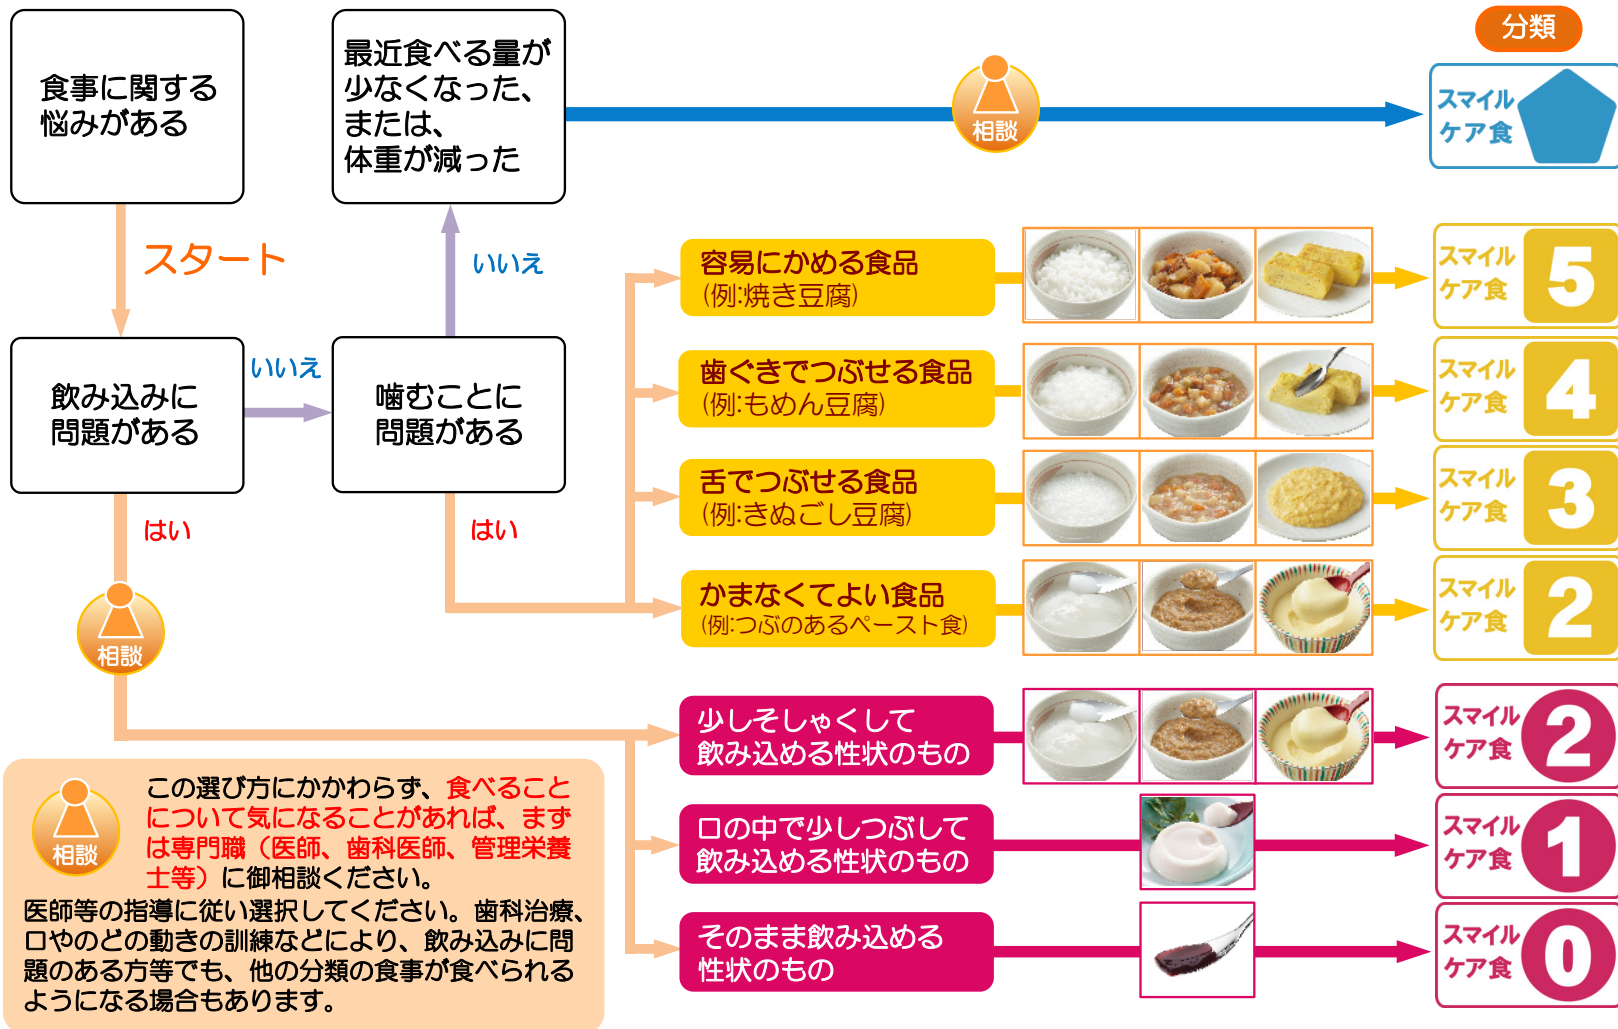 分類
食事に関する
悩みがある
最近食べる量が
少なくなった、
または、
体重が減った
相談
スマイル
ケア食
スタート
いいえ
飲み込みに
問題がある
いいえ
噛むことに
問題がある
はい
はい
相談
容易にかめる食品
(例:焼き豆腐)
スマイル
ケア食
5
歯ぐきでつぶせる食品
(例:もめん豆腐)
スマイル
ケア食
4
舌でつぶせる食品
(例:きぬごし豆腐)
スマイル
ケア食
3
かまなくてよい食品
(例:つぶのあるペースト食)
スマイル
ケア食
2
少しそしゃくして
飲み込める性状のもの
スマイル
ケア食
2
口の中で少しつぶして
飲み込める性状のもの
スマイル
ケア食
1
そのまま飲み込める
性状のもの
スマイル
ケア食
0
相談
この選び方にかかわらず、食べること
について気になることがあれば、まず
は専門職（医師、歯科医師、管理栄養
士等）に御相談ください。
医師等の指導に従い選択してください。歯科治療、
口やのどの動きの訓練などにより、飲み込みに問
題のある方等でも、他の分類の食事が食べられる
ようになる場合もあります。